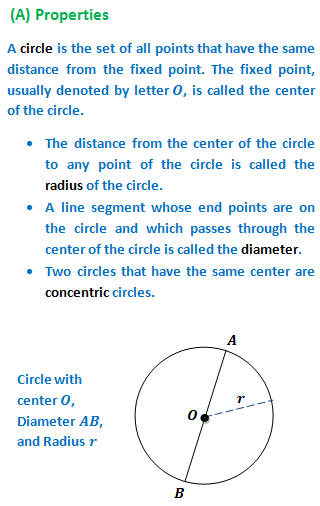 (A) Properties
A circle is the set of all points that have the same
distance from the fixed point. The fixed point,
usually denoted by letter O, is called the center
of the circle.
• The distance from the center of the circle
to any point of the circle is called the
radius of the circle.
• A line segment whose end points are on
the circle and which passes through the
center of the circle is called the diameter.
• Two circles that have the same center are
concentric circles.
A
Circle with
center O,
Diameter AB,
and Radius r
r
O
B